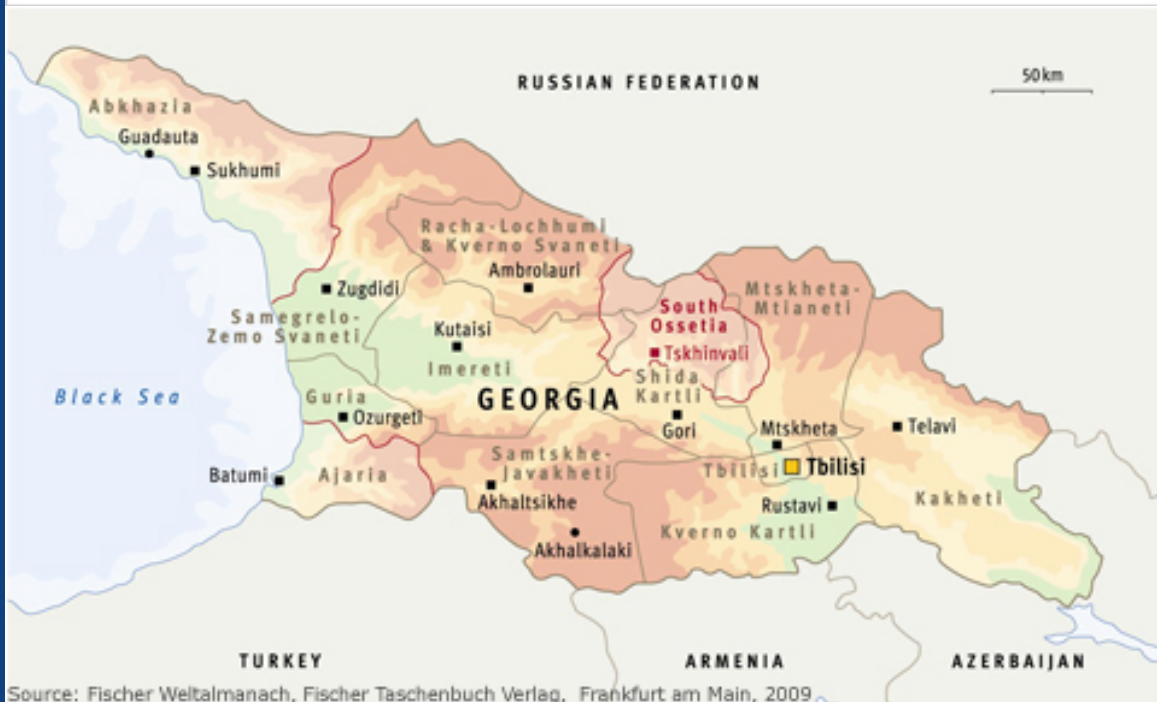 RUSSIAN FEDERATION
50km
Abkhazia
Guadauta
Sukhumi
Racha-Lochhumi
& Kverno Svaneti
Ambrolauri
Mtskheta-
Mtianeti
Zugdidi
South
Ossetia
Samegrelo-
Zemo Svaneti
Kutaisi
Tskhinvali
Imereti
Shida
Kartli
Black Sea
Guria
GEORGIA
Ozurgeti
Gori
Mtskheta
Telavi
Batumi
Ajaria
Samtskhe-
Javakheti
Tbilisi
Tbilisi
Akhaltsikhe
Rustavi
Kakheti
Kverno Kartli
Akhalkalaki
TURKEY
ARMENIA
AZERBAIJAN
Source: Fischer Weltalmanach, Fischer Taschenbuch Verlag, Frankfurt am Main, 2009